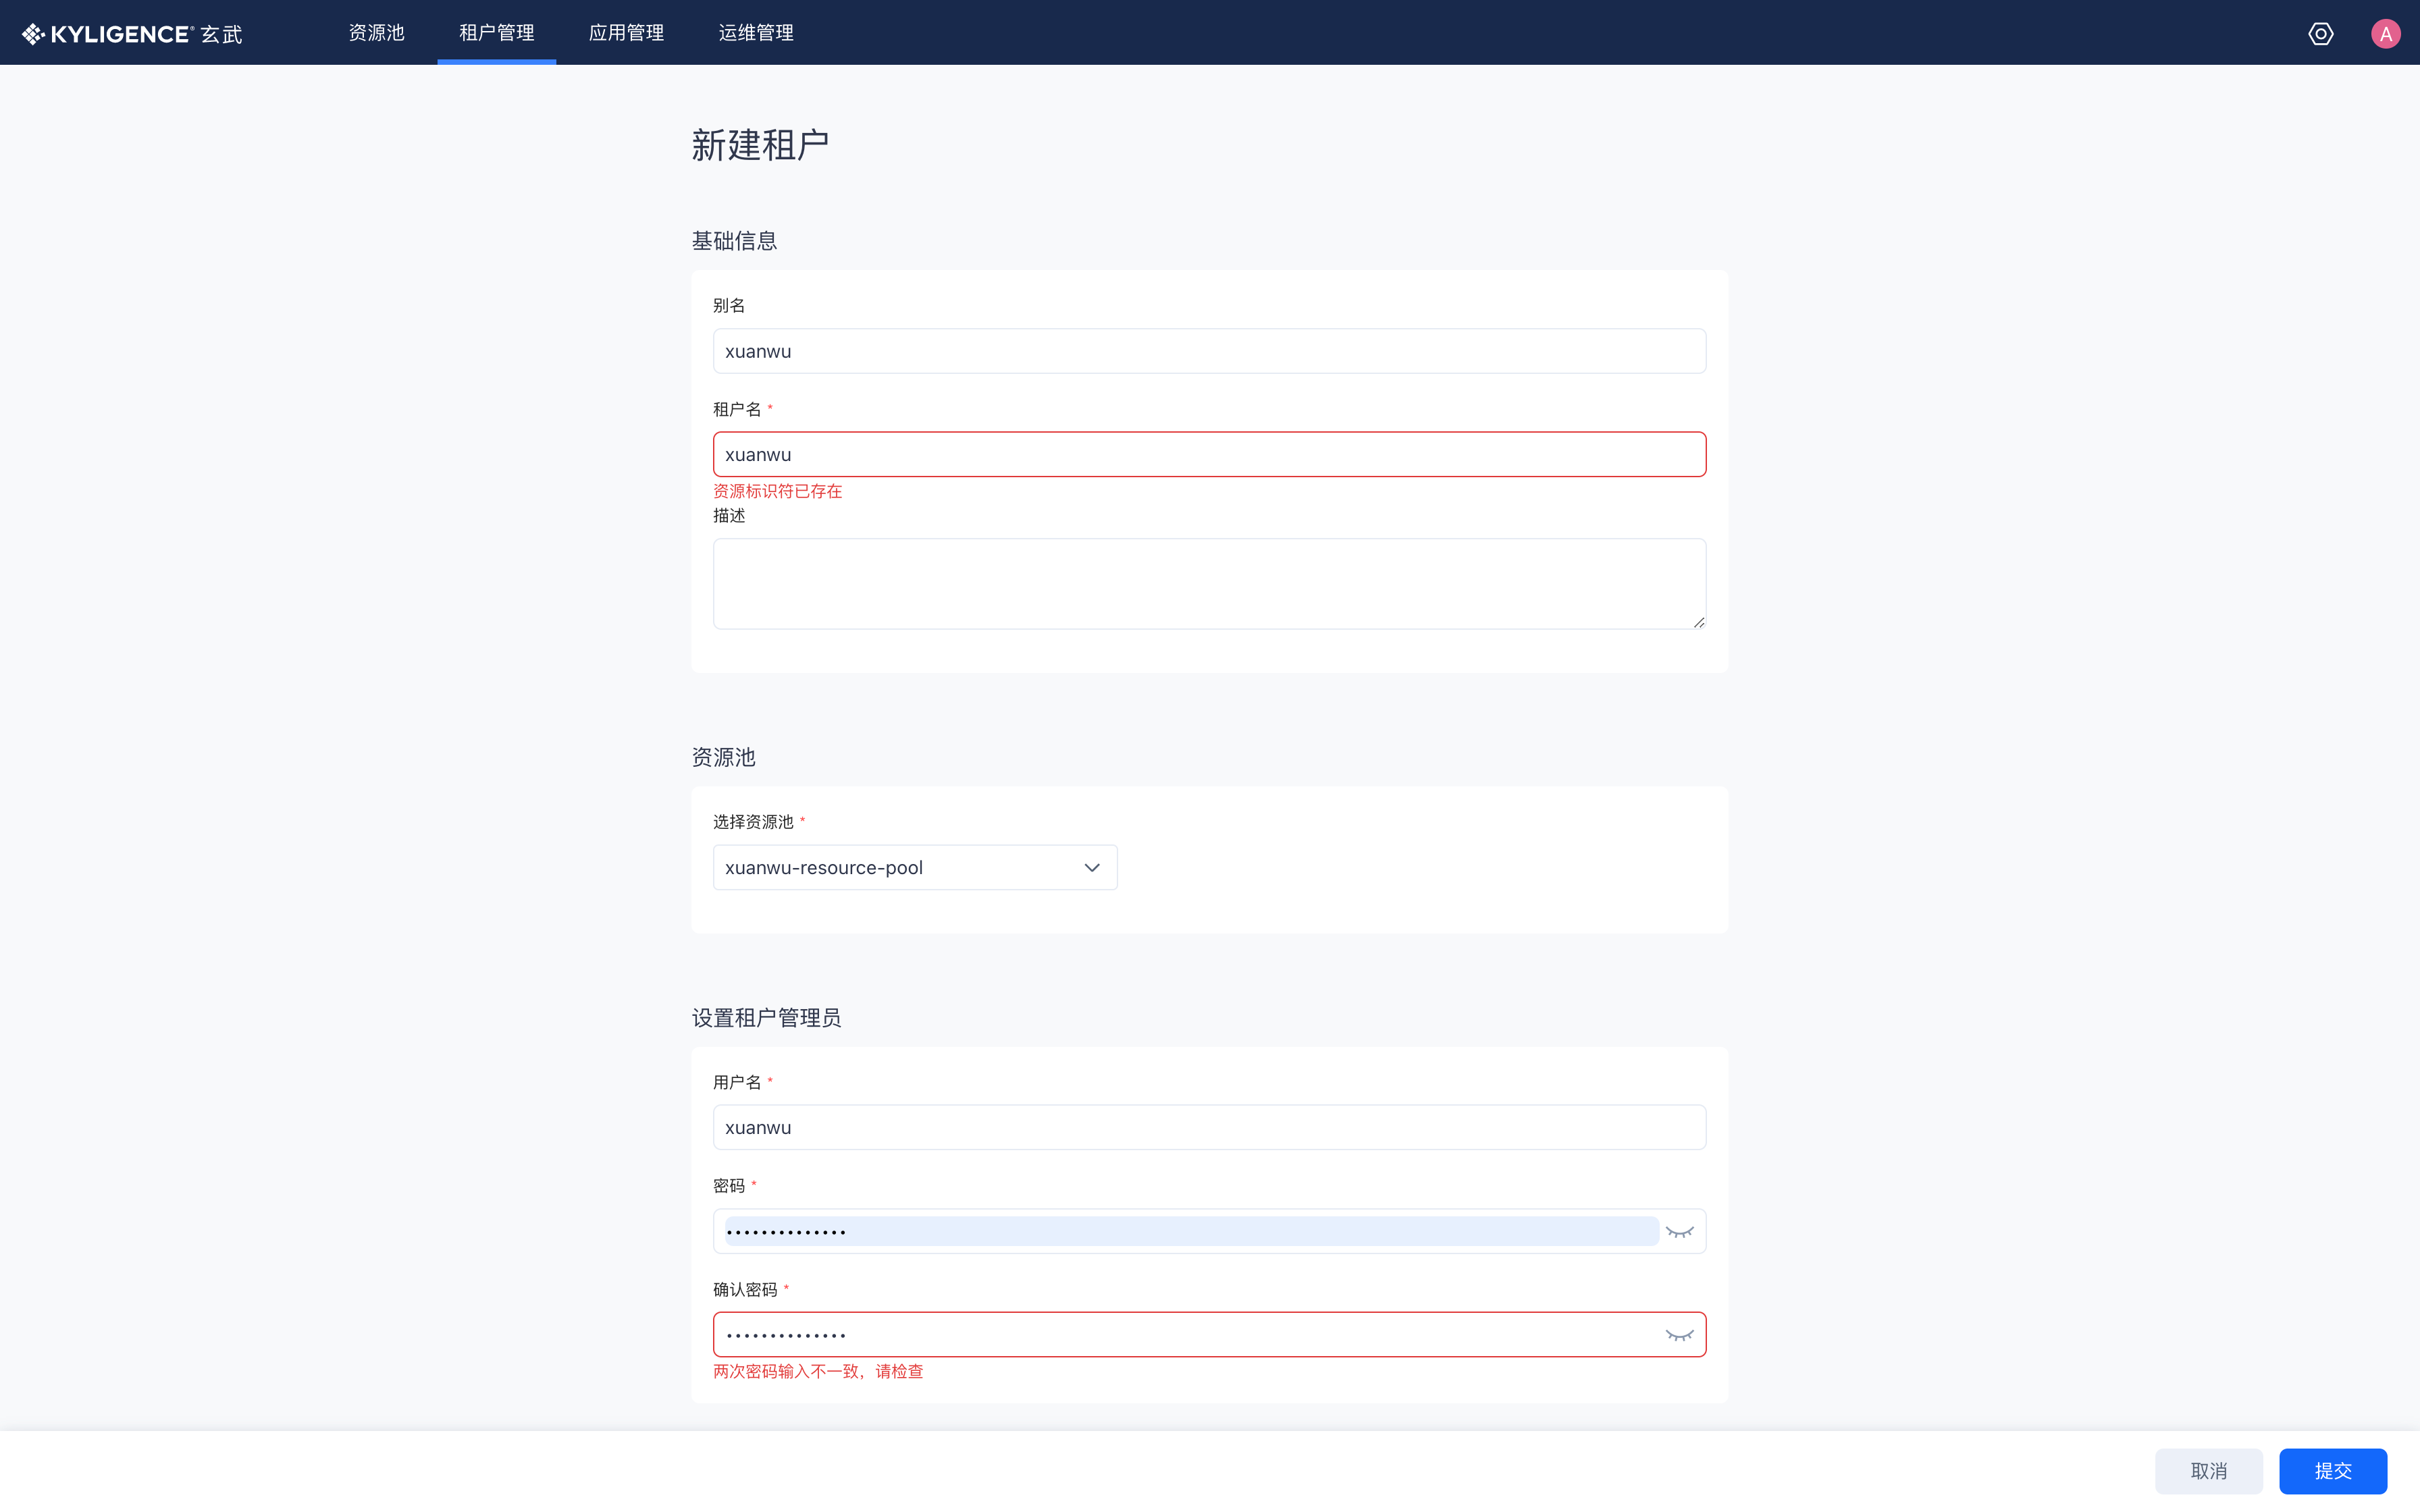 KYLIGENCE® 玄武 资源池 租户管理 应用管理 运维管理 A
新建租户
基础信息
别名
xuanwu
租户名 *
xuanwu
资源标识符已存在
描述
资源池
选择资源池 *
xuanwu-resource-pool
设置租户管理员
用户名 *
xuanwu
密码 *
••••••••••••••
确认密码 *
••••••••••••••
两次密码输入不一致，请检查
取消 提交